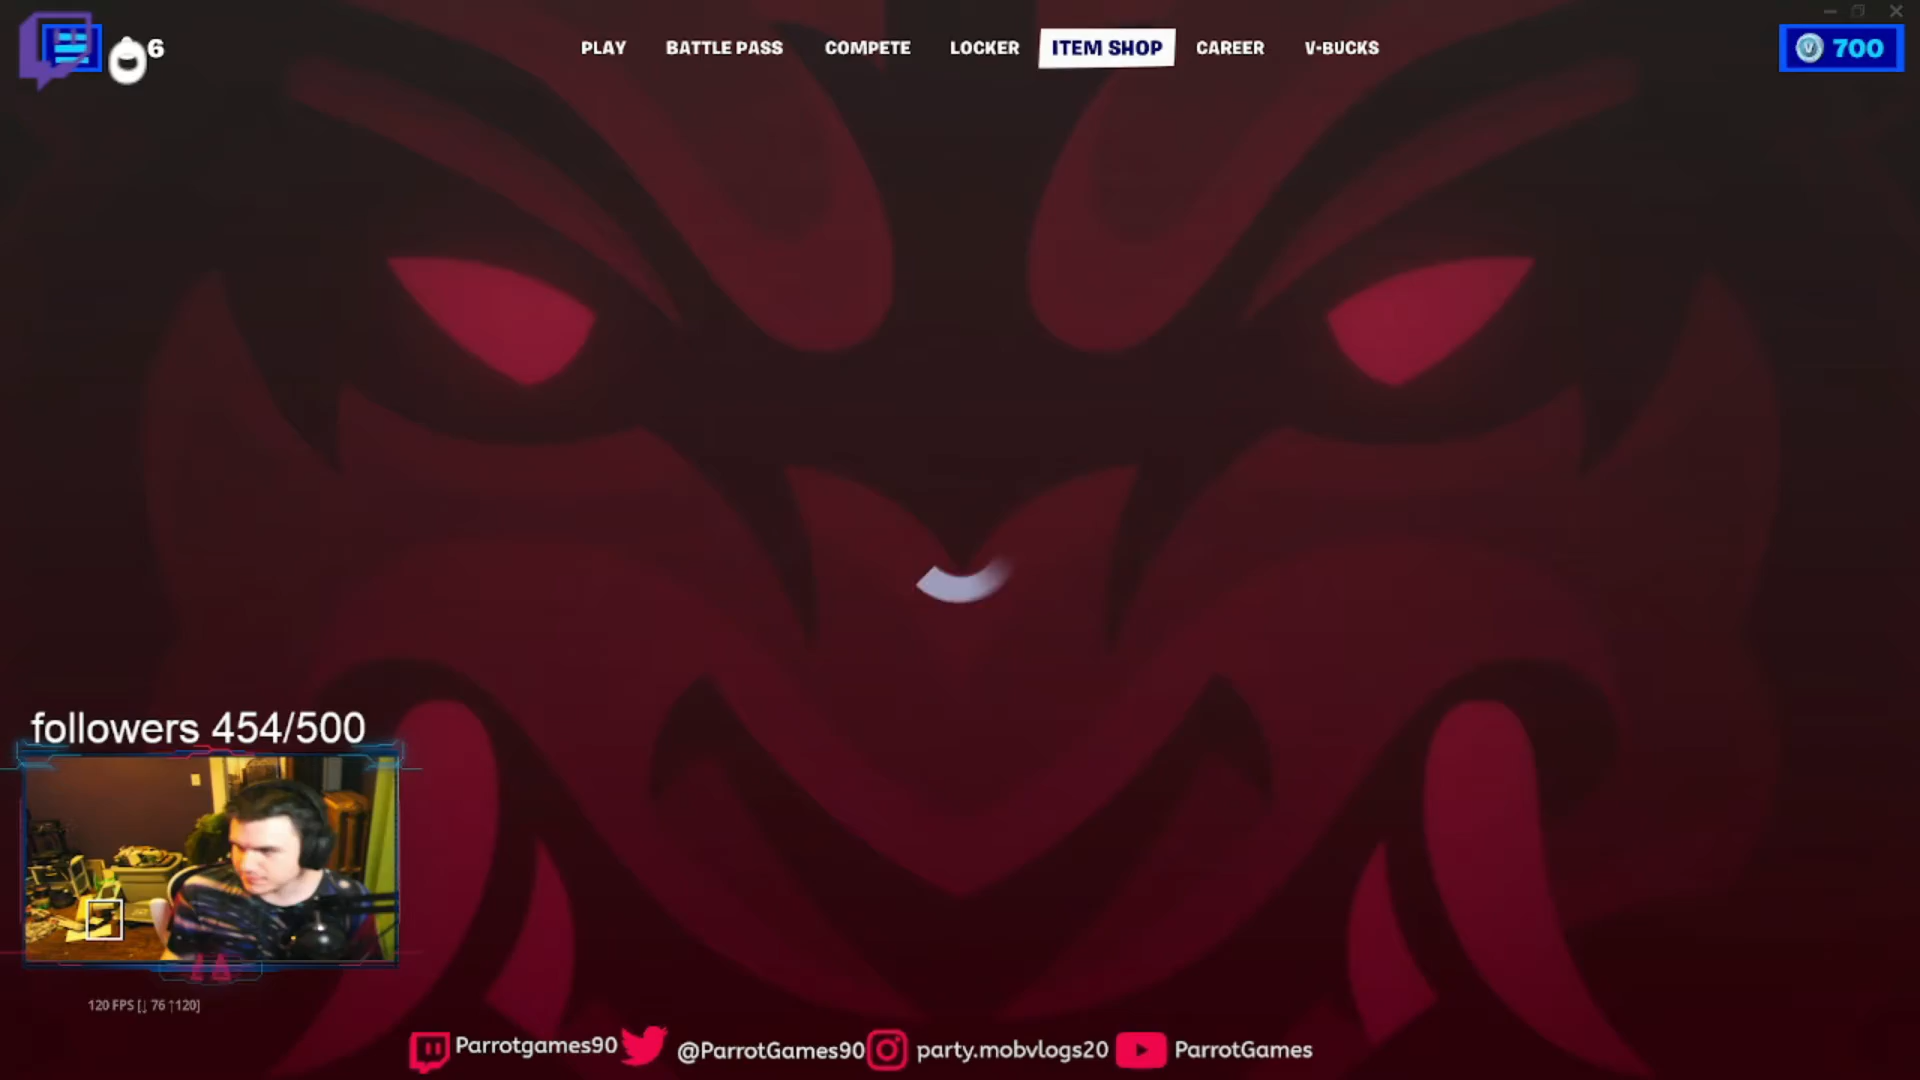 6
PLAY
BATTLE PASS
COMPETE
LOCKER
ITEM SHOP
CAREER
V-BUCKS
700
followers 454/500
120 FPS [↓ 76 ↑120]
Parrotgames90
@ParrotGames90
party.mobvlogs20
ParrotGames